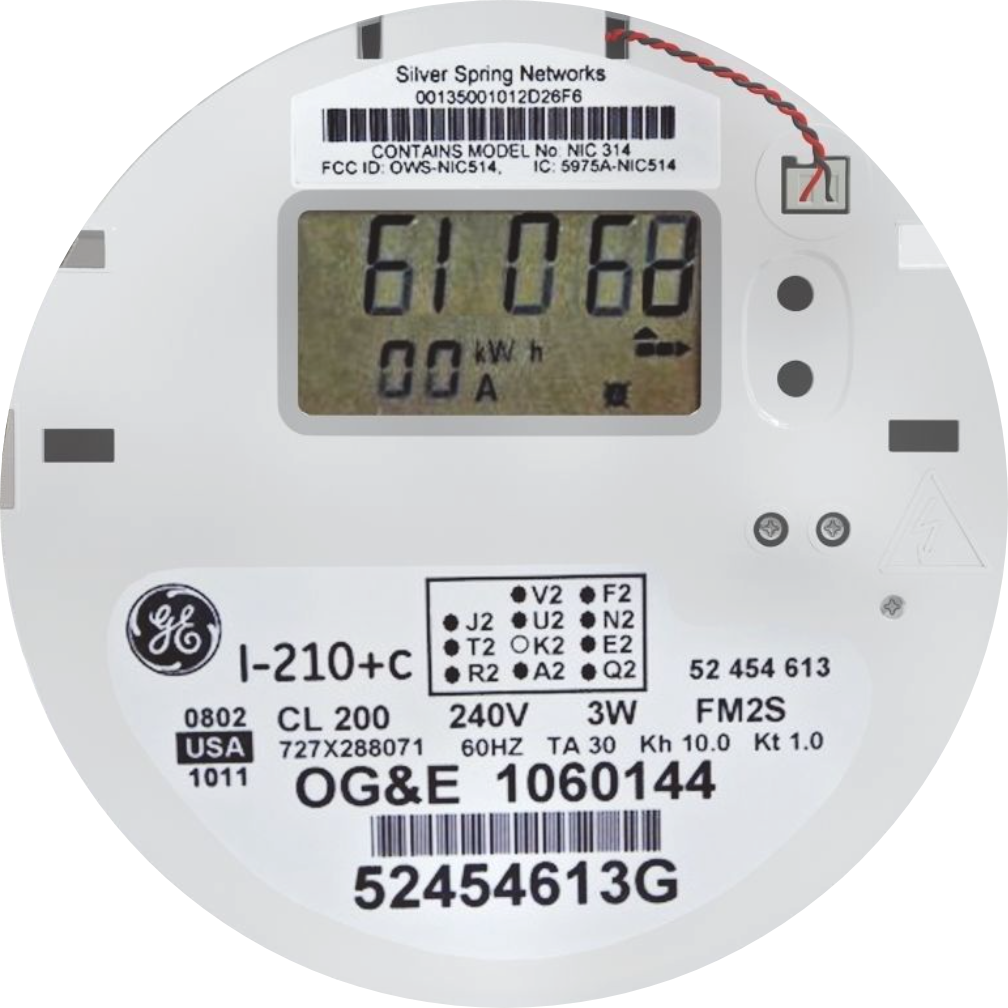 Silver Spring Networks
00135001012D26F6
CONTAINS MODEL No: NIC 314
FCC ID: OWS-NIC514, IC: 5975A-NIC514
61068
00 kW h
A
V2 F2
J2 U2 N2
T2 K2 E2
R2 A2 Q2
GE
I-210+c
52 454 613
0802 CL 200 240V 3W FM2S
USA 727X288071 60HZ TA 30 Kh 10.0 Kt 1.0
1011 OG&E 1060144
52454613G